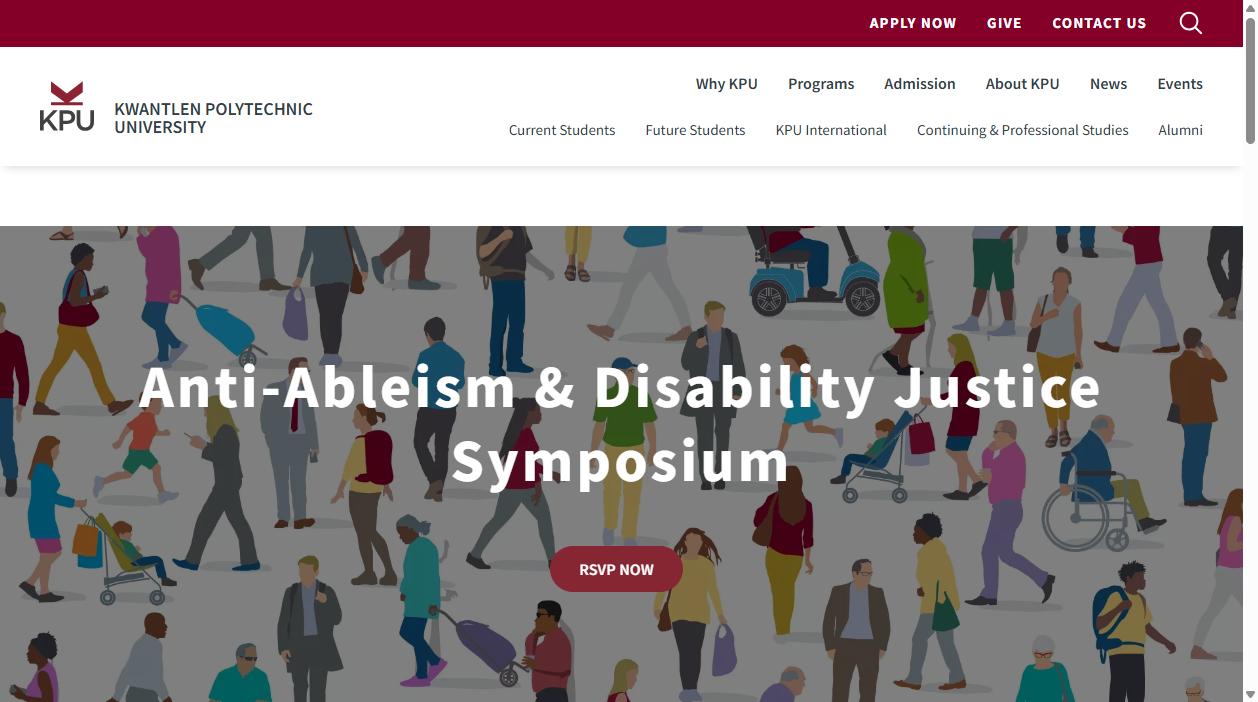 APPLY NOW GIVE CONTACT US
Why KPU Programs Admission About KPU News Events
KPU
KWANTLEN POLYTECHNIC
UNIVERSITY
Current Students Future Students KPU International Continuing & Professional Studies Alumni
Anti-Ableism & Disability Justice
Symposium
RSVP NOW